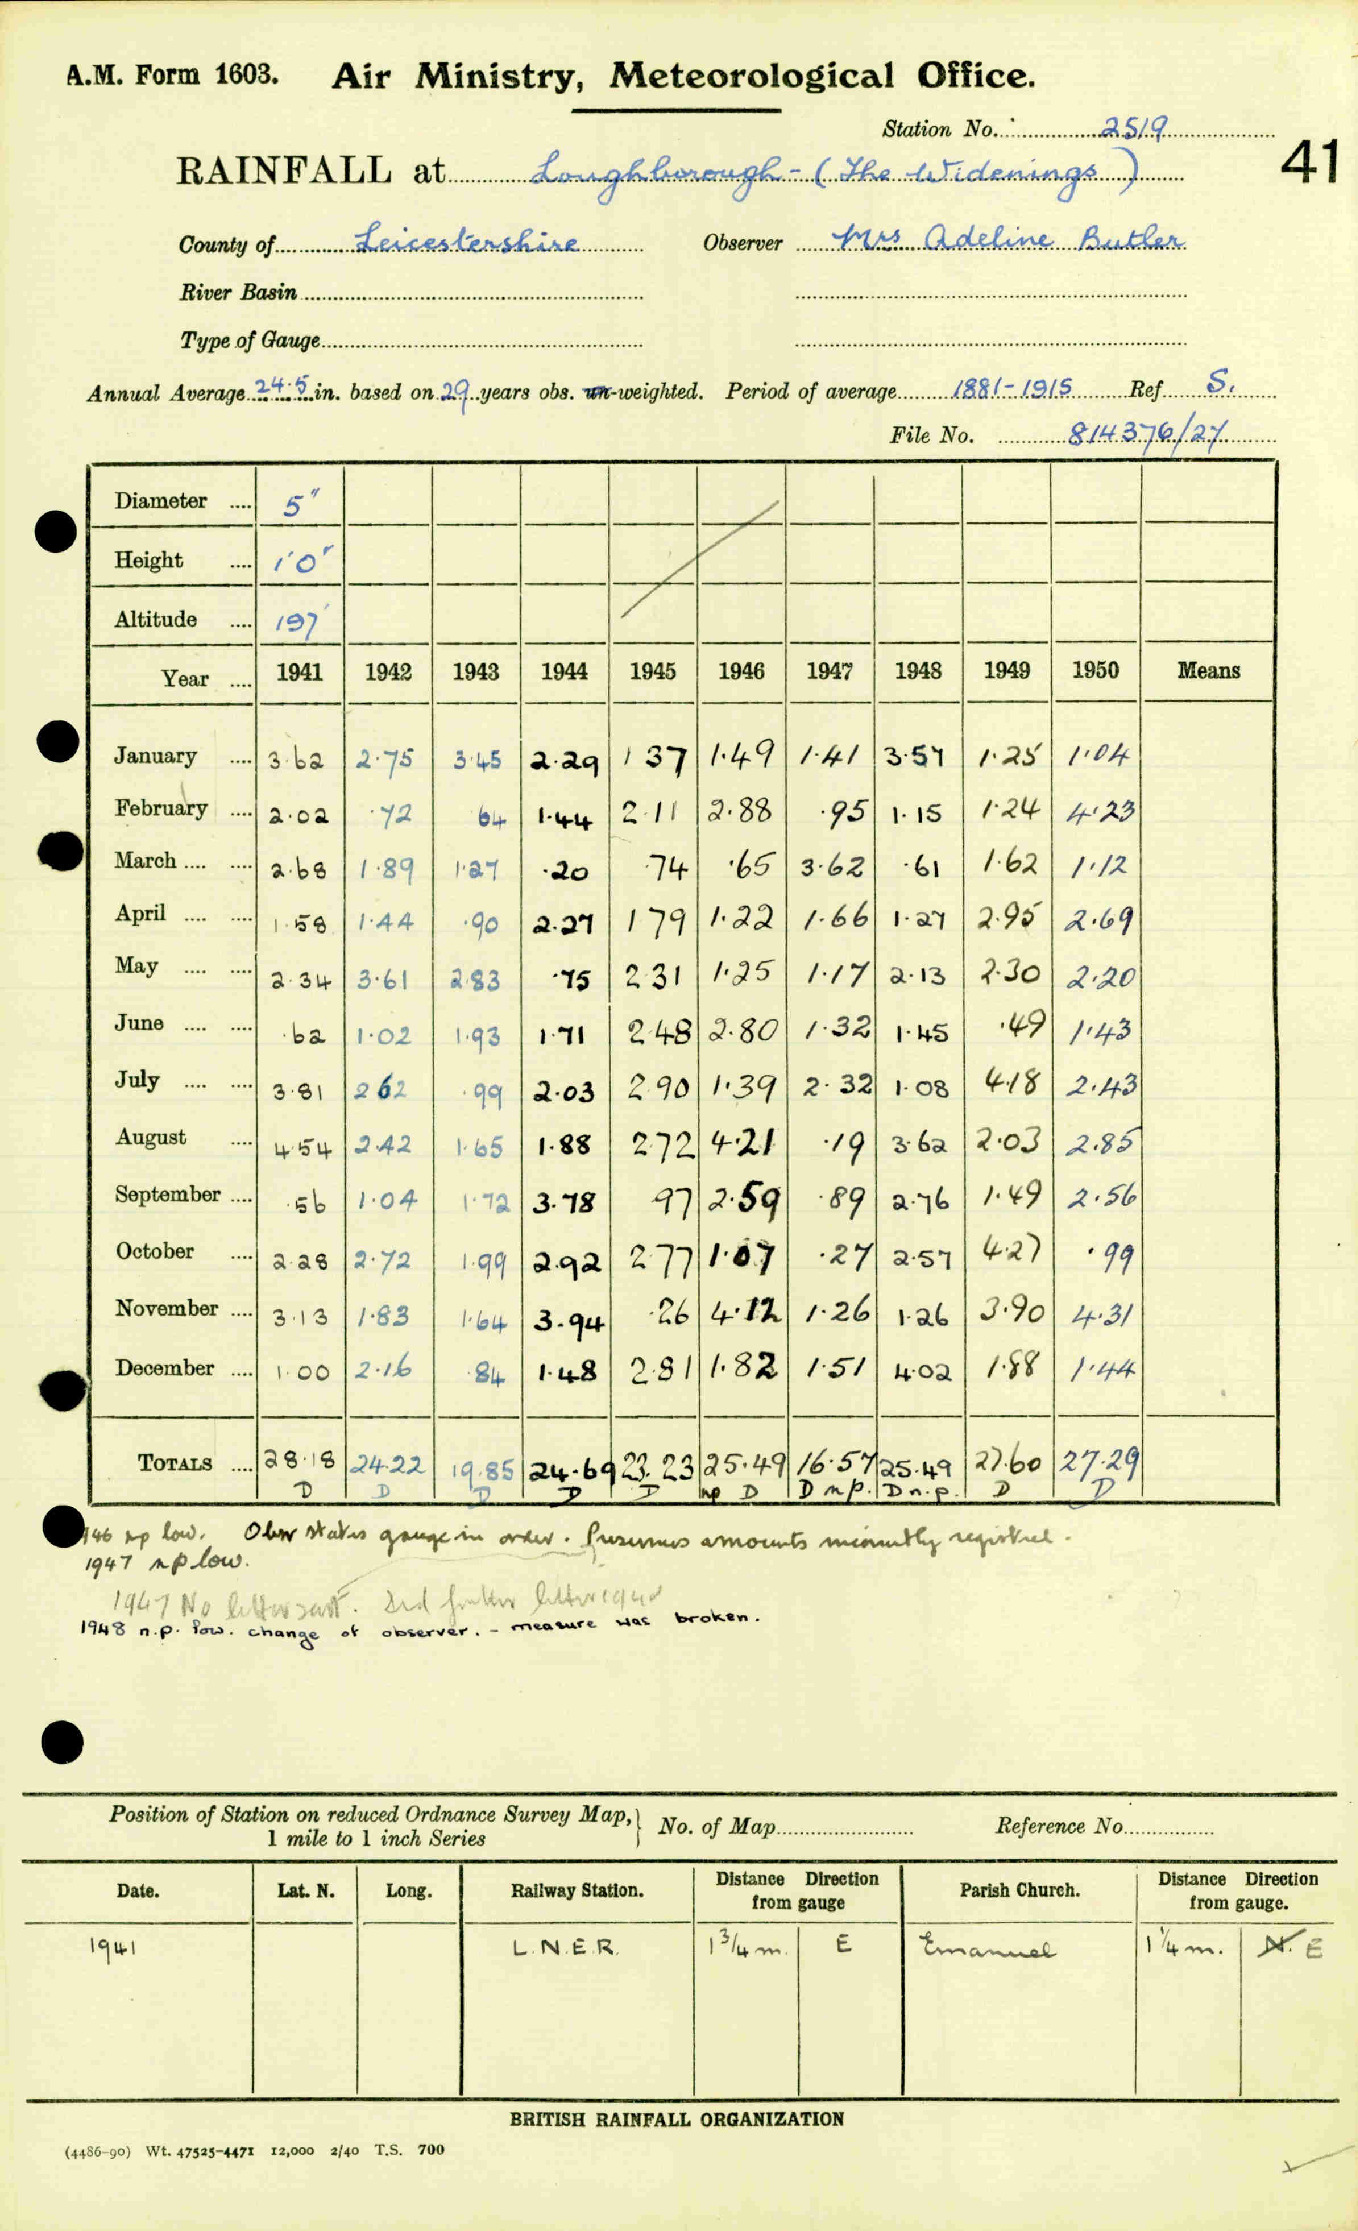 A.M. Form 1603. Air Ministry, Meteorological Office.
Station No. 2519
41
RAINFALL at Loughborough - (The Widenings)
County of Leicestershire Observer Mrs Adeline Butler
River Basin
Type of Gauge
Annual Average 24.5 in. based on 29 years obs. un-weighted. Period of average 1881-1915 Ref S.
File No. 814376/27
Diameter .... 5"
Height .... 1'0"
Altitude .... 197'
Year .... 1941 1942 1943 1944 1945 1946 1947 1948 1949 1950 Means
January .... 3.62 2.75 3.45 2.29 1 37 1.49 1.41 3.57 1.25 1.04
February .... 2.02 .72 64 1.44 2.11 2.88 .95 1.15 1.24 4.23
March .... .... 2.68 1.89 1.27 .20 .74 .65 3.62 .61 1.62 1.12
April .... .... 1.58 1.44 .90 2.27 1 79 1.22 1.66 1.27 2.95 2.69
May .... .... 2.34 3.61 2.83 .75 2.31 1.25 1.17 2.13 2.30 2.20
June .... .... .62 1.02 1.93 1.71 2.48 2.80 1.32 1.45 .49 1.43
July .... .... 3.81 2 62 .99 2.03 2.90 1.39 2.32 1.08 4.18 2.43
August .... 4.54 2.42 1.65 1.88 2.72 4.21 .19 3.62 2.03 2.85
September .... .56 1.04 1.72 3.78 97 2.59 .89 2.76 1.49 2.56
October .... 2.28 2.72 1.99 2.92 2.77 1.07 .27 2.57 4.27 .99
November .... 3.13 1.83 1.64 3.94 .26 4.12 1.26 1.26 3.90 4.31
December .... 1.00 2.16 .84 1.48 2.81 1.82 1.51 4.02 1.88 1.44
TOTALS .... 28.18 24.22 19.85 24.69 23.23 25.49 16.57 25.49 27.60 27.29
D D D D D np D D n p. D n.p. D D
46 np low. Obsr states gauge in order. Presumes amounts incorrectly registered.
1947 np low.
1947 No letter sent. Did further letter
1948 n.p. low. change of observer. - measure was broken.
Position of Station on reduced Ordnance Survey Map, 1 mile to 1 inch Series } No. of Map Reference No.
Date. Lat. N. Long. Railway Station. Distance Direction from gauge Parish Church. Distance Direction from gauge.
1941 L.N.E.R. 1 3/4 m. E Emanuel 1 1/4 m. N. E
BRITISH RAINFALL ORGANIZATION
(4486-90) Wt. 47525-4471 12,000 2/40 T.S. 700